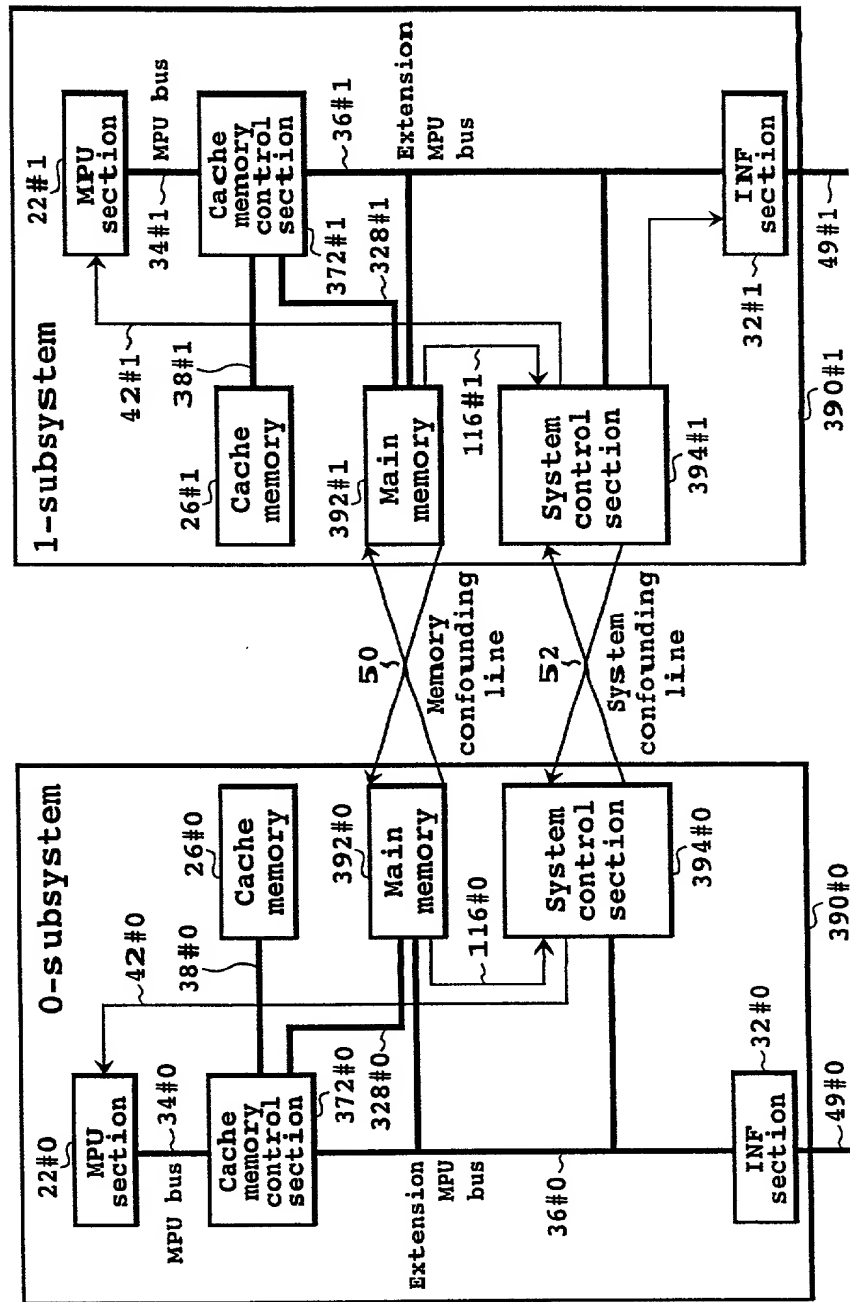 0-subsystem
22#0
MPU
section
34#0
MPU bus
42#0
Cache
memory
control
section
372#0
38#0
26#0
Cache
memory
328#0
392#0
Main
memory
116#0
Extension
MPU
bus
36#0
System
control
section
394#0
INF
section
32#0
49#0
390#0
50
Memory
confounding
line
52
System
confounding
line
1-subsystem
22#1
MPU
section
34#1
MPU bus
42#1
Cache
memory
control
section
372#1
38#1
26#1
Cache
memory
328#1
392#1
Main
memory
116#1
36#1
Extension
MPU
bus
System
control
section
394#1
INF
section
32#1
49#1
390#1